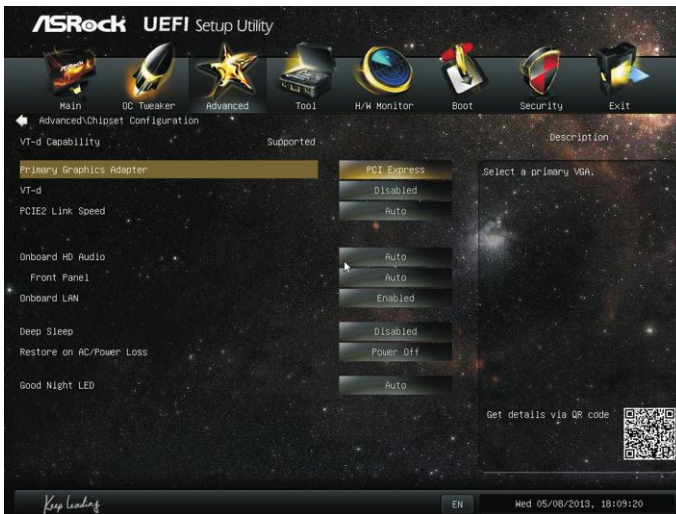 ASRock UEFI Setup Utility
Main OC Tweaker Advanced Tool H/W Monitor Boot Security Exit
Advanced\Chipset Configuration
Description
VT-d Capability Supported
Primary Graphics Adapter PCI Express
Select a primary VGA.
VT-d Disabled
PCIE2 Link Speed Auto
Onboard HD Audio Auto
Front Panel Auto
Onboard LAN Enabled
Deep Sleep Disabled
Restore on AC/Power Loss Power Off
Good Night LED Auto
Get details via QR code
Keep Leading
EN
Wed 05/08/2013, 18:09:20